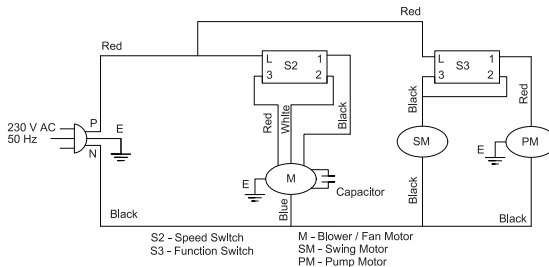 Red
Red
L 1
S2
3 2
L 1
S3
3 2
Red
White
Black
Black
Red
230 V AC
50 Hz
P
E
N
SM
E
PM
E
M
Capacitor
Blue
Black
Black
Black
S2 - Speed Switch
S3 - Function Switch
M - Blower / Fan Motor
SM - Swing Motor
PM - Pump Motor